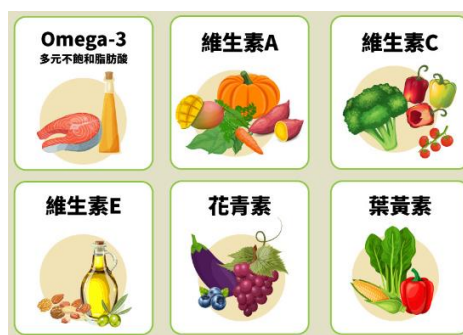 Omega-3
多元不飽和脂肪酸
維生素A
維生素C
維生素E
花青素
葉黃素